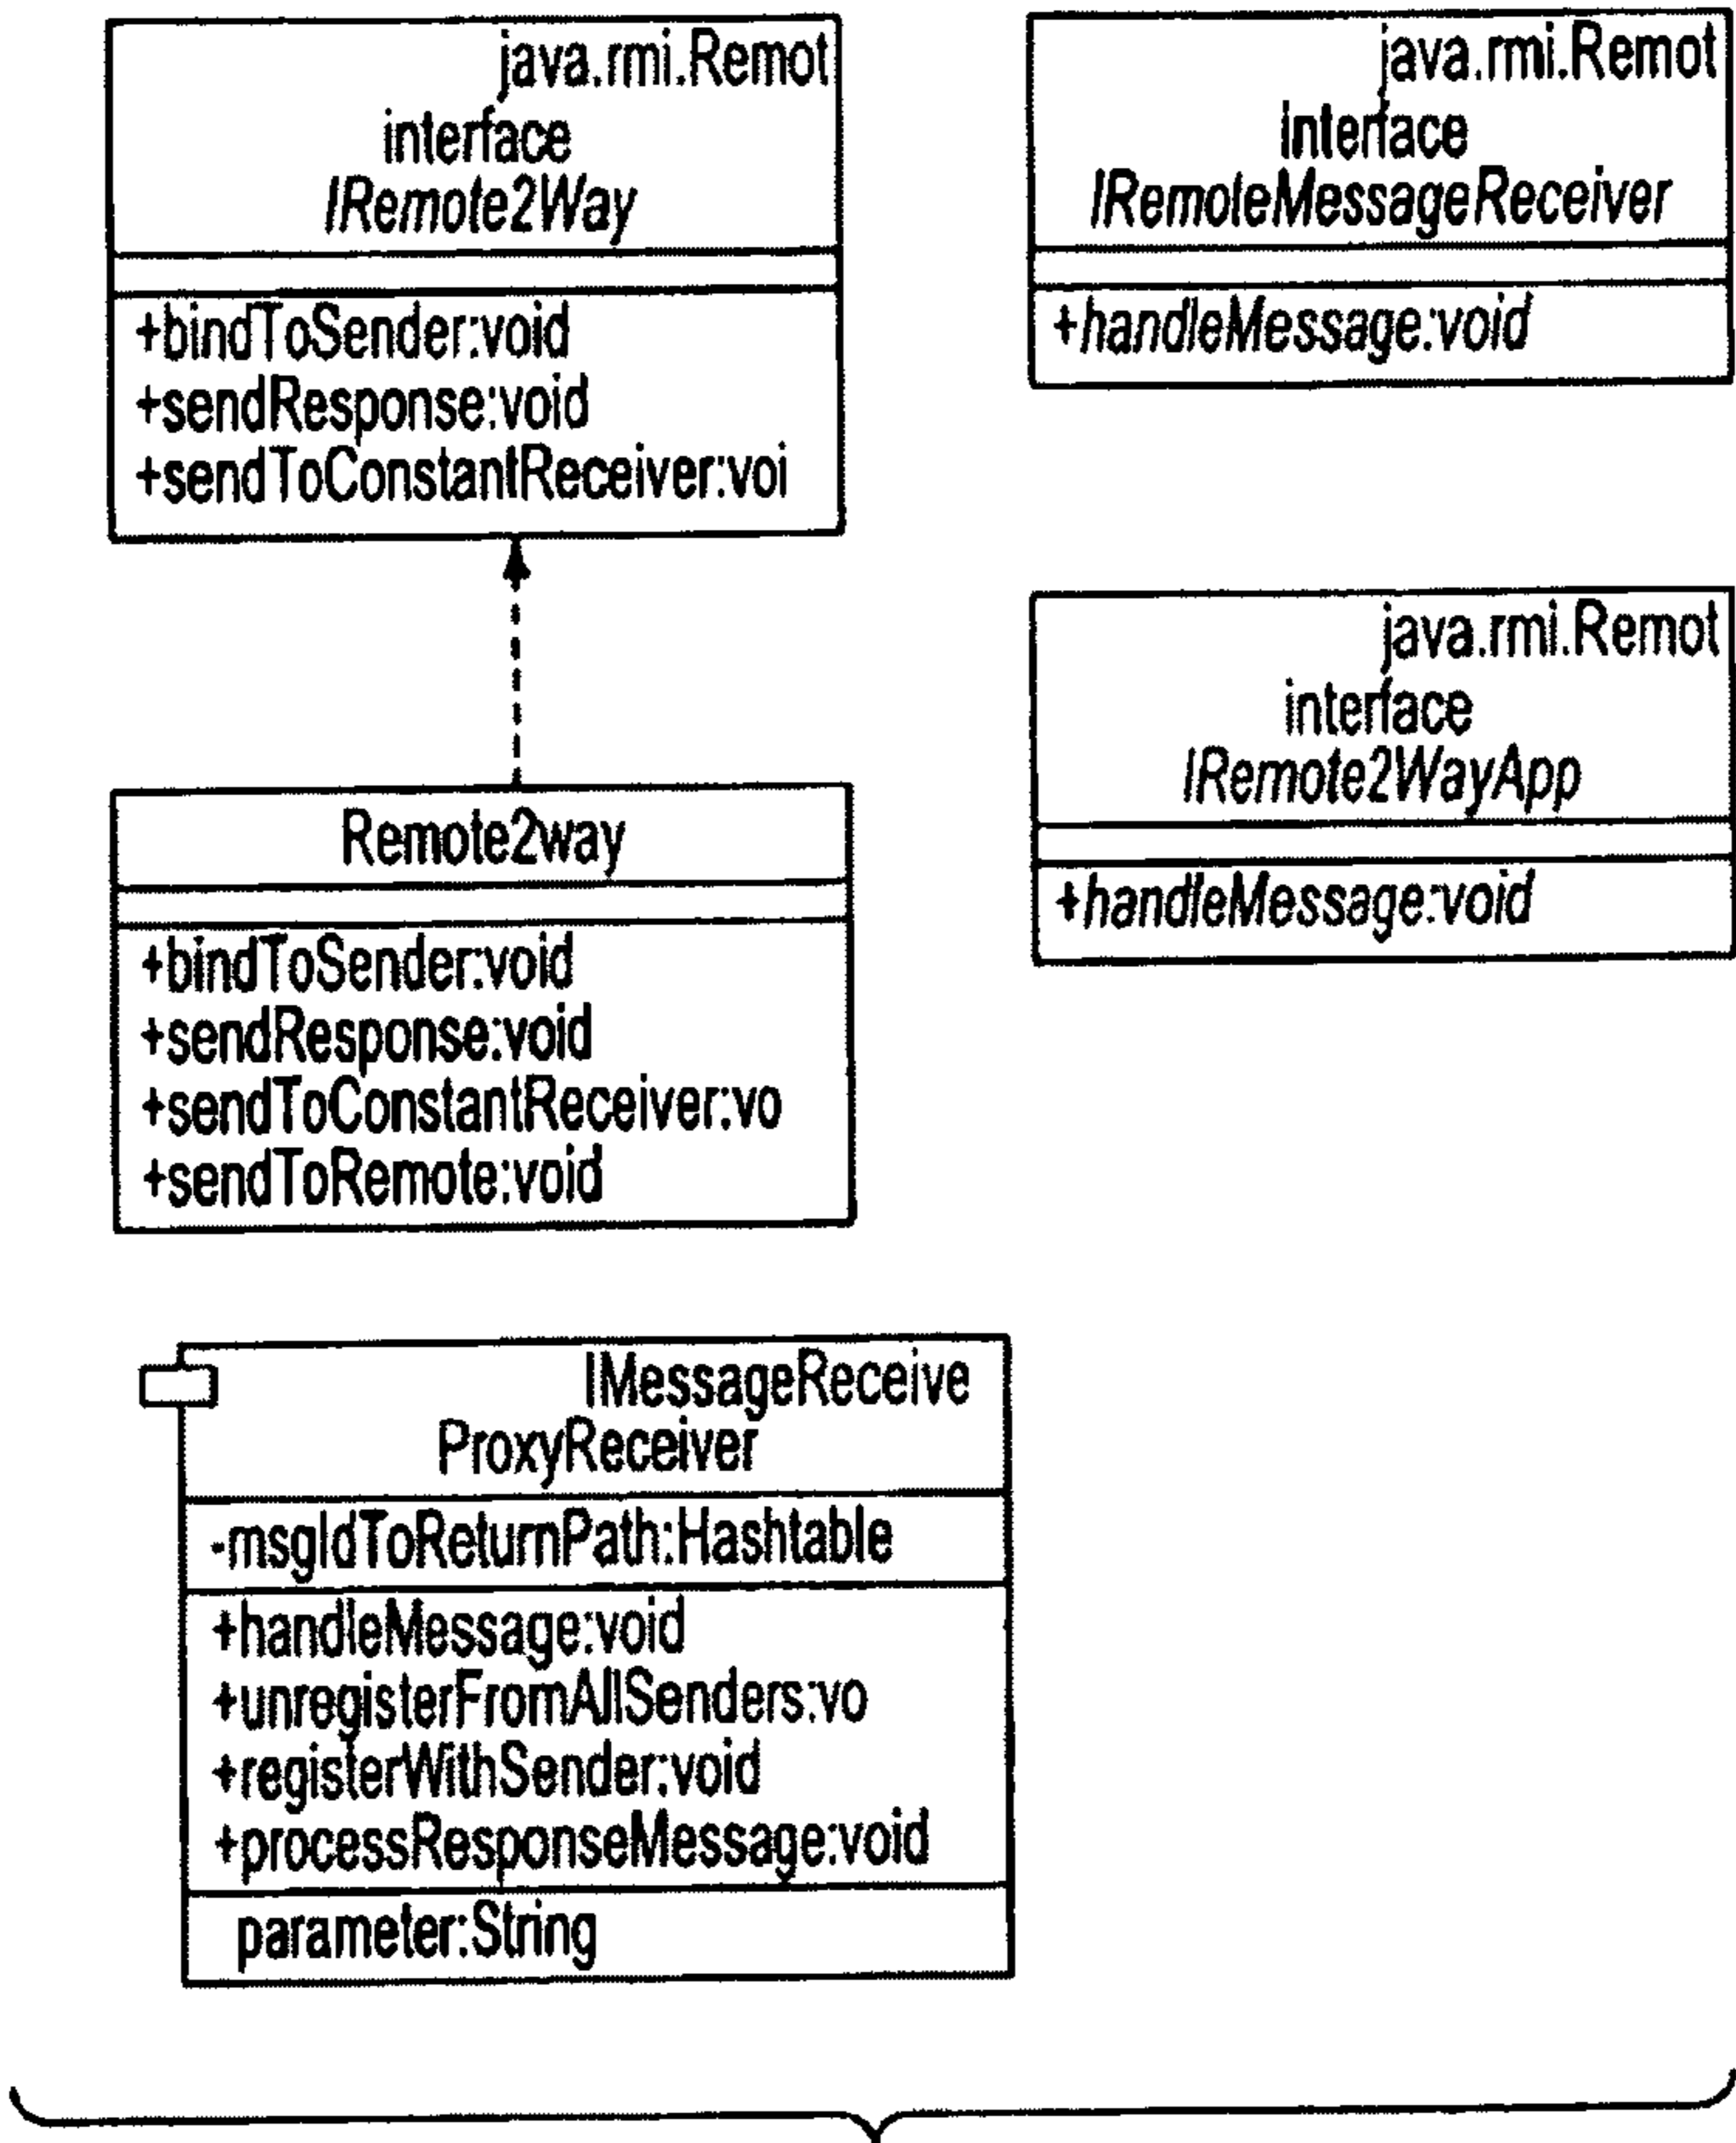 java.rmi.Remot
interface
IRemote2Way
+bindToSender:void
+sendResponse:void
+sendToConstantReceiver:voi
java.rmi.Remot
interface
IRemoteMessageReceiver
+handleMessage:void
java.rmi.Remot
interface
IRemote2WayApp
+handleMessage:void
Remote2way
+bindToSender:void
+sendResponse:void
+sendToConstantReceiver:vo
+sendToRemote:void
IMessageReceive
ProxyReceiver
-msgIdToReturnPath:Hashtable
+handleMessage:void
+unregisterFromAllSenders:vo
+registerWithSender:void
+processResponseMessage:void
parameter:String